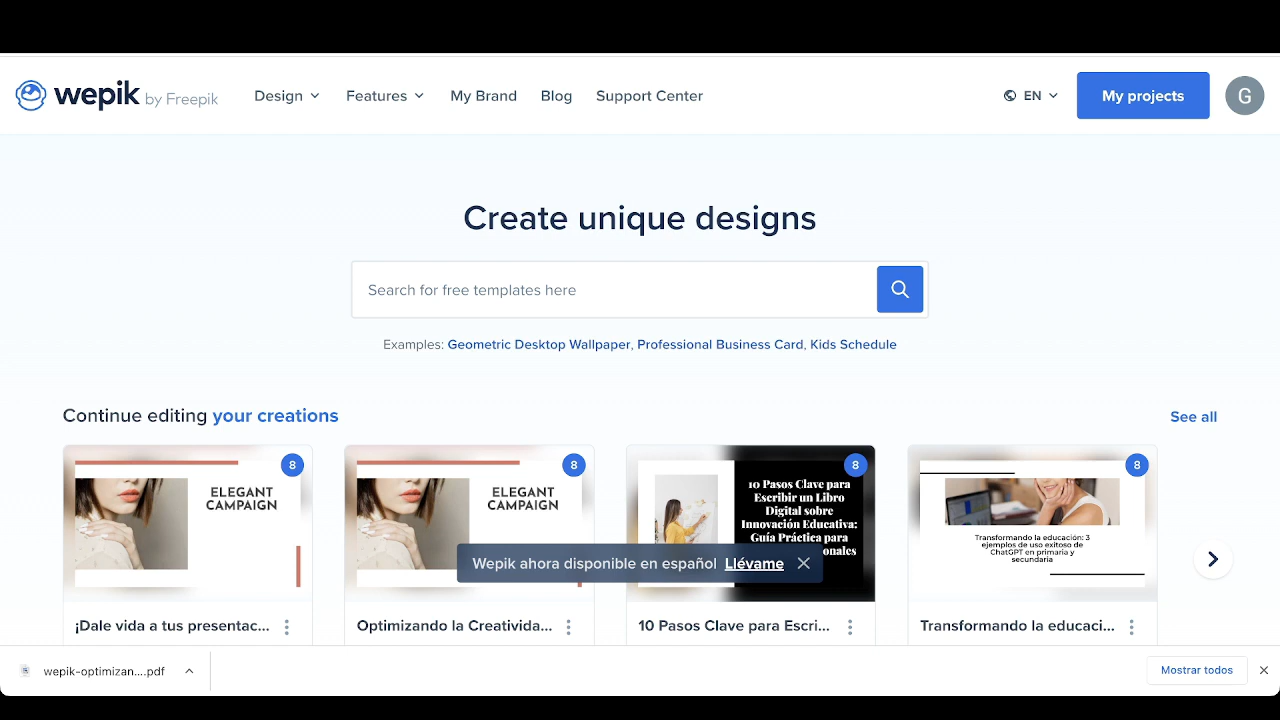 wepik by Freepik
Design
Features
My Brand
Blog
Support Center
EN
My projects
G
Create unique designs
Search for free templates here
Examples: Geometric Desktop Wallpaper, Professional Business Card, Kids Schedule
Continue editing your creations
See all
8
ELEGANT
CAMPAIGN
8
ELEGANT
CAMPAIGN
8
10 Pasos Clave para
Escribir un Libro
Digital sobre
Innovación Educativa:
Guía Práctica para
onales
8
Transformando la educación: 3
ejemplos de uso exitoso de
ChatGPT en primaria y
secundaria
Wepik ahora disponible en español Llévame
¡Dale vida a tus presentac...
Optimizando la Creativida...
10 Pasos Clave para Escri...
Transformando la educaci...
wepik-optimizan....pdf
Mostrar todos